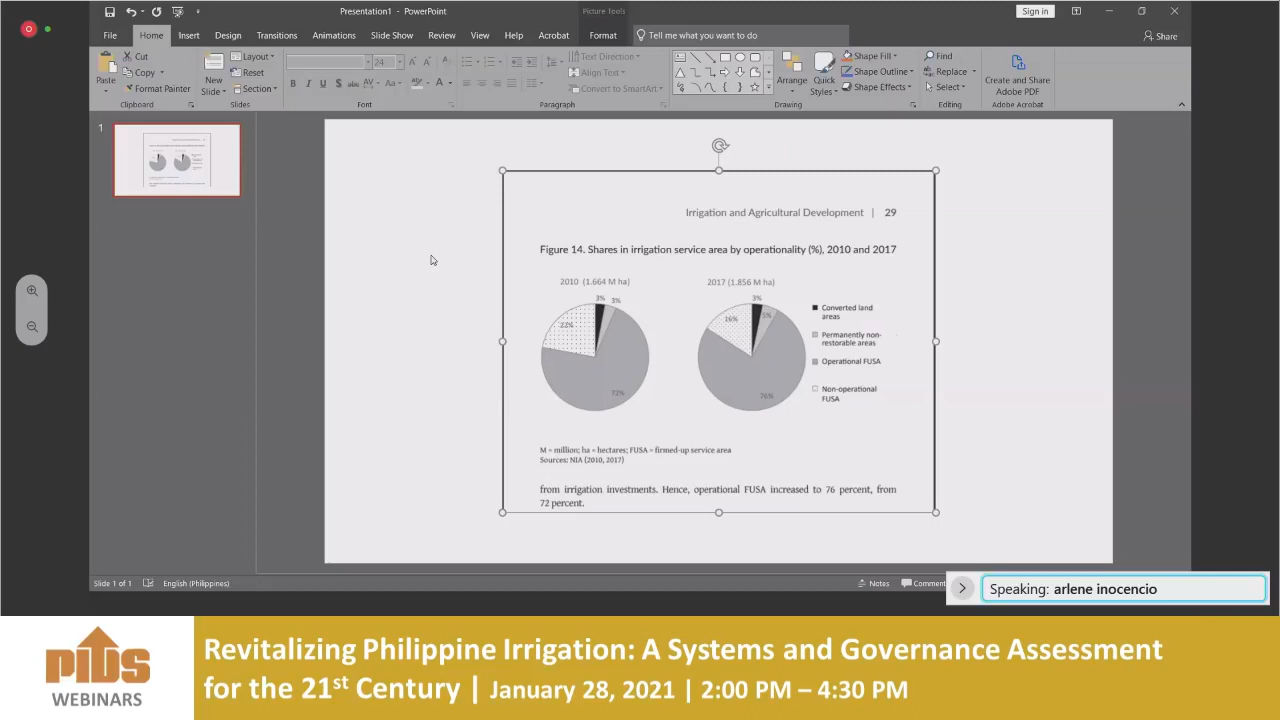 Presentation1 - PowerPoint
Picture Tools
Sign in
File
Home
Insert
Design
Transitions
Animations
Slide Show
Review
View
Help
Acrobat
Format
Tell me what you want to do
Share
Paste
Cut
Copy
Format Painter
Clipboard
New
Slide
Layout
Reset
Section
Slides
24
Font
Text Direction
Align Text
Convert to SmartArt
Paragraph
Arrange
Quick
Styles
Shape Fill
Shape Outline
Shape Effects
Drawing
Find
Replace
Select
Editing
Create and Share
Adobe PDF
Adobe Acrobat
1
Irrigation and Agricultural Development | 29
Figure 14. Shares in irrigation service area by operationality (%), 2010 and 2017
2010 (1.664 M ha)
3%
3%
22%
72%
2017 (1.856 M ha)
3%
5%
16%
76%
Converted land
areas
Permanently non-
restorable areas
Operational FUSA
Non-operational
FUSA
M = million; ha = hectares; FUSA = firmed-up service area
Sources: NIA (2010, 2017)
from irrigation investments. Hence, operational FUSA increased to 76 percent, from
72 percent.
Slide 1 of 1
English (Philippines)
Notes
Comment
Speaking: arlene inocencio
PIDS
WEBINARS
Revitalizing Philippine Irrigation: A Systems and Governance Assessment
for the 21st Century | January 28, 2021 | 2:00 PM – 4:30 PM